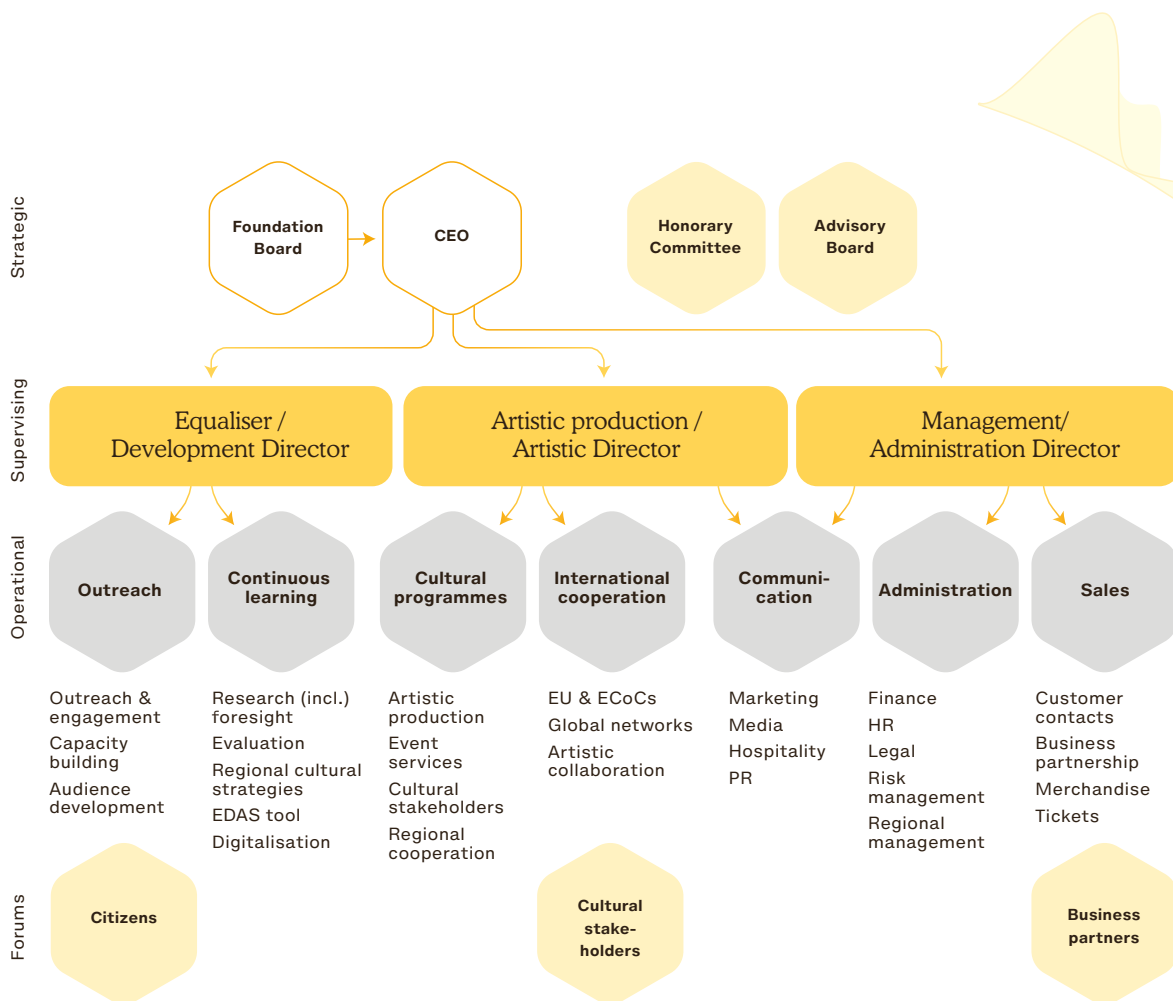 Strategic
Foundation
Board
CEO
Honorary
Committee
Advisory
Board
Supervising
Equaliser /
Development Director
Artistic production /
Artistic Director
Management/
Administration Director
Operational
Outreach
Continuous
learning
Cultural
programmes
International
cooperation
Communi-
cation
Administration
Sales
Outreach &
engagement
Capacity
building
Audience
development
Research (incl.)
foresight
Evaluation
Regional cultural
strategies
EDAS tool
Digitalisation
Artistic
production
Event
services
Cultural
stakeholders
Regional
cooperation
EU & ECoCs
Global networks
Artistic
collaboration
Marketing
Media
Hospitality
PR
Finance
HR
Legal
Risk
management
Regional
management
Customer
contacts
Business
partnership
Merchandise
Tickets
Forums
Citizens
Cultural
stake-
holders
Business
partners